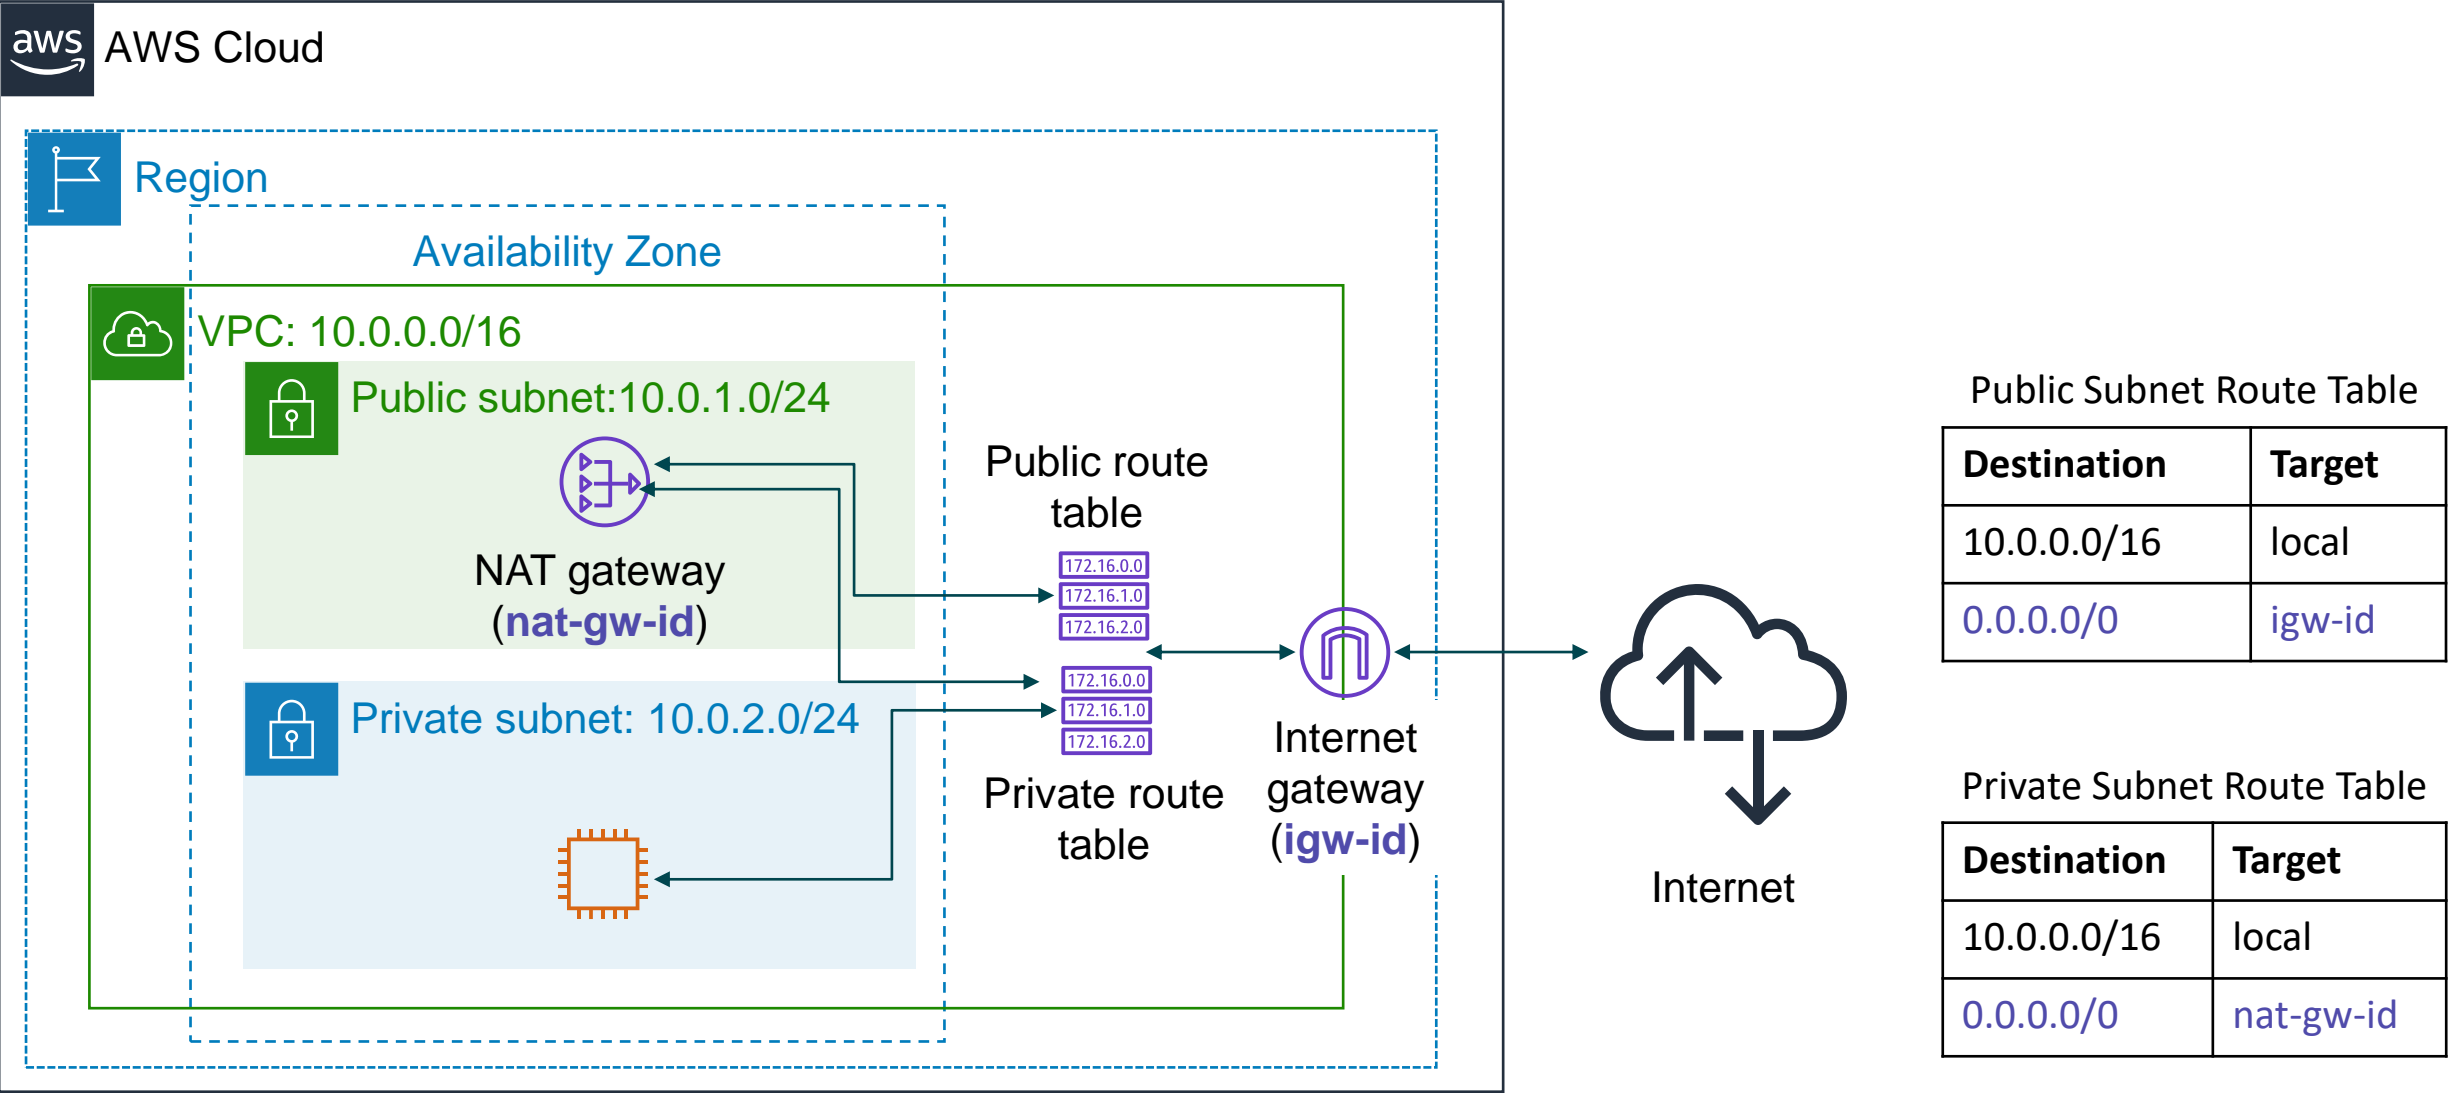 aws
AWS Cloud
Region
Availability Zone
VPC: 10.0.0.0/16
Public subnet:10.0.1.0/24
NAT gateway
(nat-gw-id)
Private subnet: 10.0.2.0/24
Public route
table
172.16.0.0
172.16.1.0
172.16.2.0
172.16.0.0
172.16.1.0
172.16.2.0
Private route
table
Internet
gateway
(igw-id)
Internet
Public Subnet Route Table
Destination Target
10.0.0.0/16 local
0.0.0.0/0 igw-id
Private Subnet Route Table
Destination Target
10.0.0.0/16 local
0.0.0.0/0 nat-gw-id